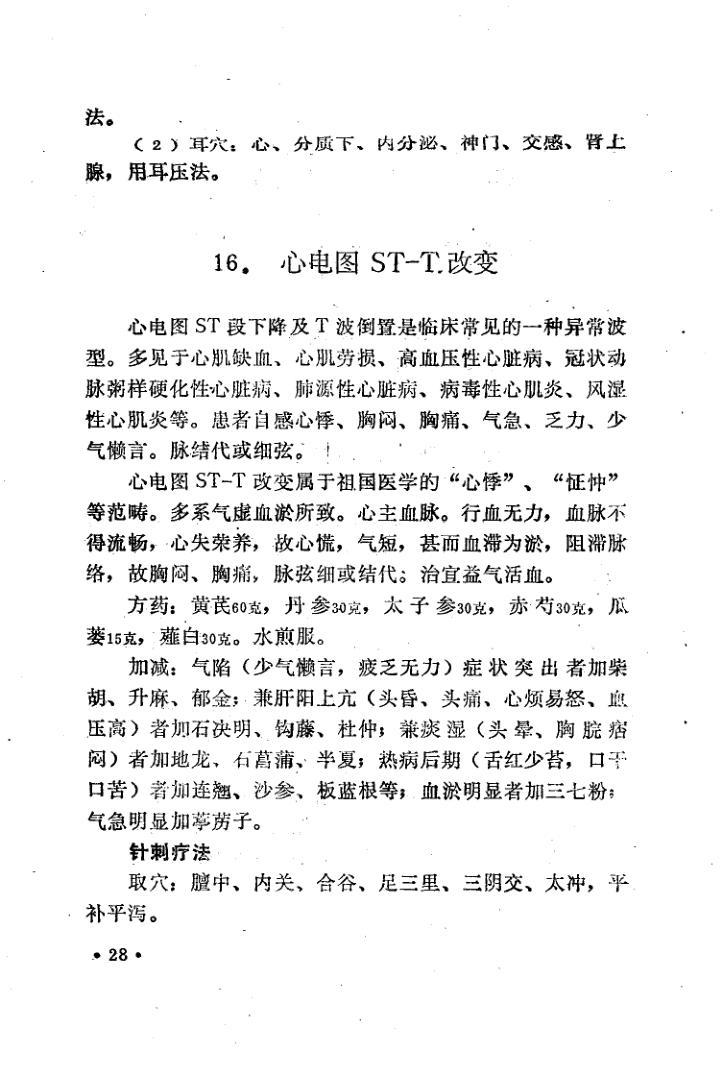 法。
（2）耳穴：心、分质下、内分泌、神门、交感、肾上
腺，用耳压法。
16。 心电图 ST-T 改变
心电图 ST 段下降及 T 波倒置是临床常见的一种异常波
型。多见于心肌缺血、心肌劳损、高血压性心脏病、冠状动
脉粥样硬化性心脏病、肺源性心脏病、病毒性心肌炎、风湿
性心肌炎等。患者自感心悸、胸闷、胸痛、气急、乏力、少
气懒言。脉结代或细弦。
心电图 ST-T 改变属于祖国医学的“心悸”、“怔忡”
等范畴。多系气虚血淤所致。心主血脉。行血无力，血脉不
得流畅，心失荣养，故心慌，气短，甚而血滞为淤，阻滞脉
络，故胸闷、胸痛，脉弦细或结代。治宜益气活血。
方药：黄芪60克，丹参30克，太子参30克，赤芍30克，瓜
蒌15克，薤白30克。水煎服。
加减：气陷（少气懒言，疲乏无力）症状突出者加柴
胡、升麻、郁金；兼肝阳上亢（头昏、头痛、心烦易怒、血
压高）者加石决明、钩藤、杜仲；兼痰湿（头晕、胸脘痞
闷）者加地龙、石菖蒲、半夏；热病后期（舌红少苔，口干
口苦）者加连翘、沙参、板蓝根等；血淤明显者加三七粉；
气急明显加葶苈子。
针刺疗法
取穴：膻中、内关、合谷、足三里、三阴交、太冲，平
补平泻。
• 28 •